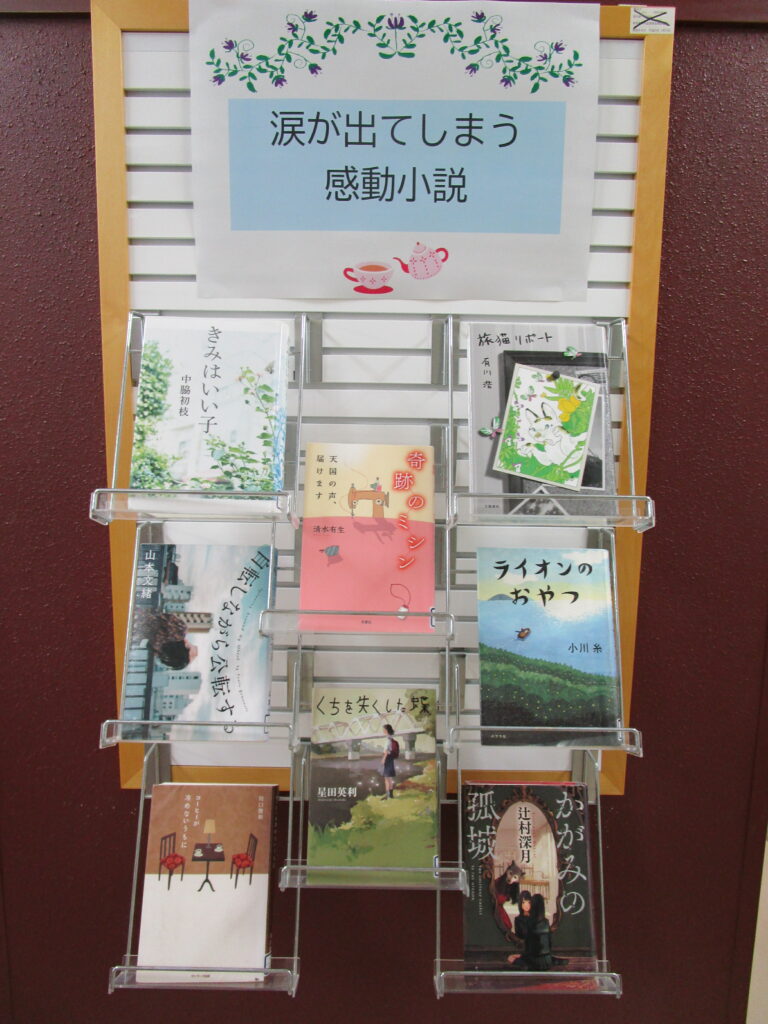 涙が出てしまう
感動小説
きみはいい子
中脇初枝
旅猫リポート
有川浩
奇跡のミシン
天国の声、
届けます
清水有生
山本文緒
自転しながら公転する
ライオンの
おやつ
小川糸
くちを失くした蝶
星田英利
コーヒーが
冷めないうちに
川口俊和
かがみの
孤城
辻村深月